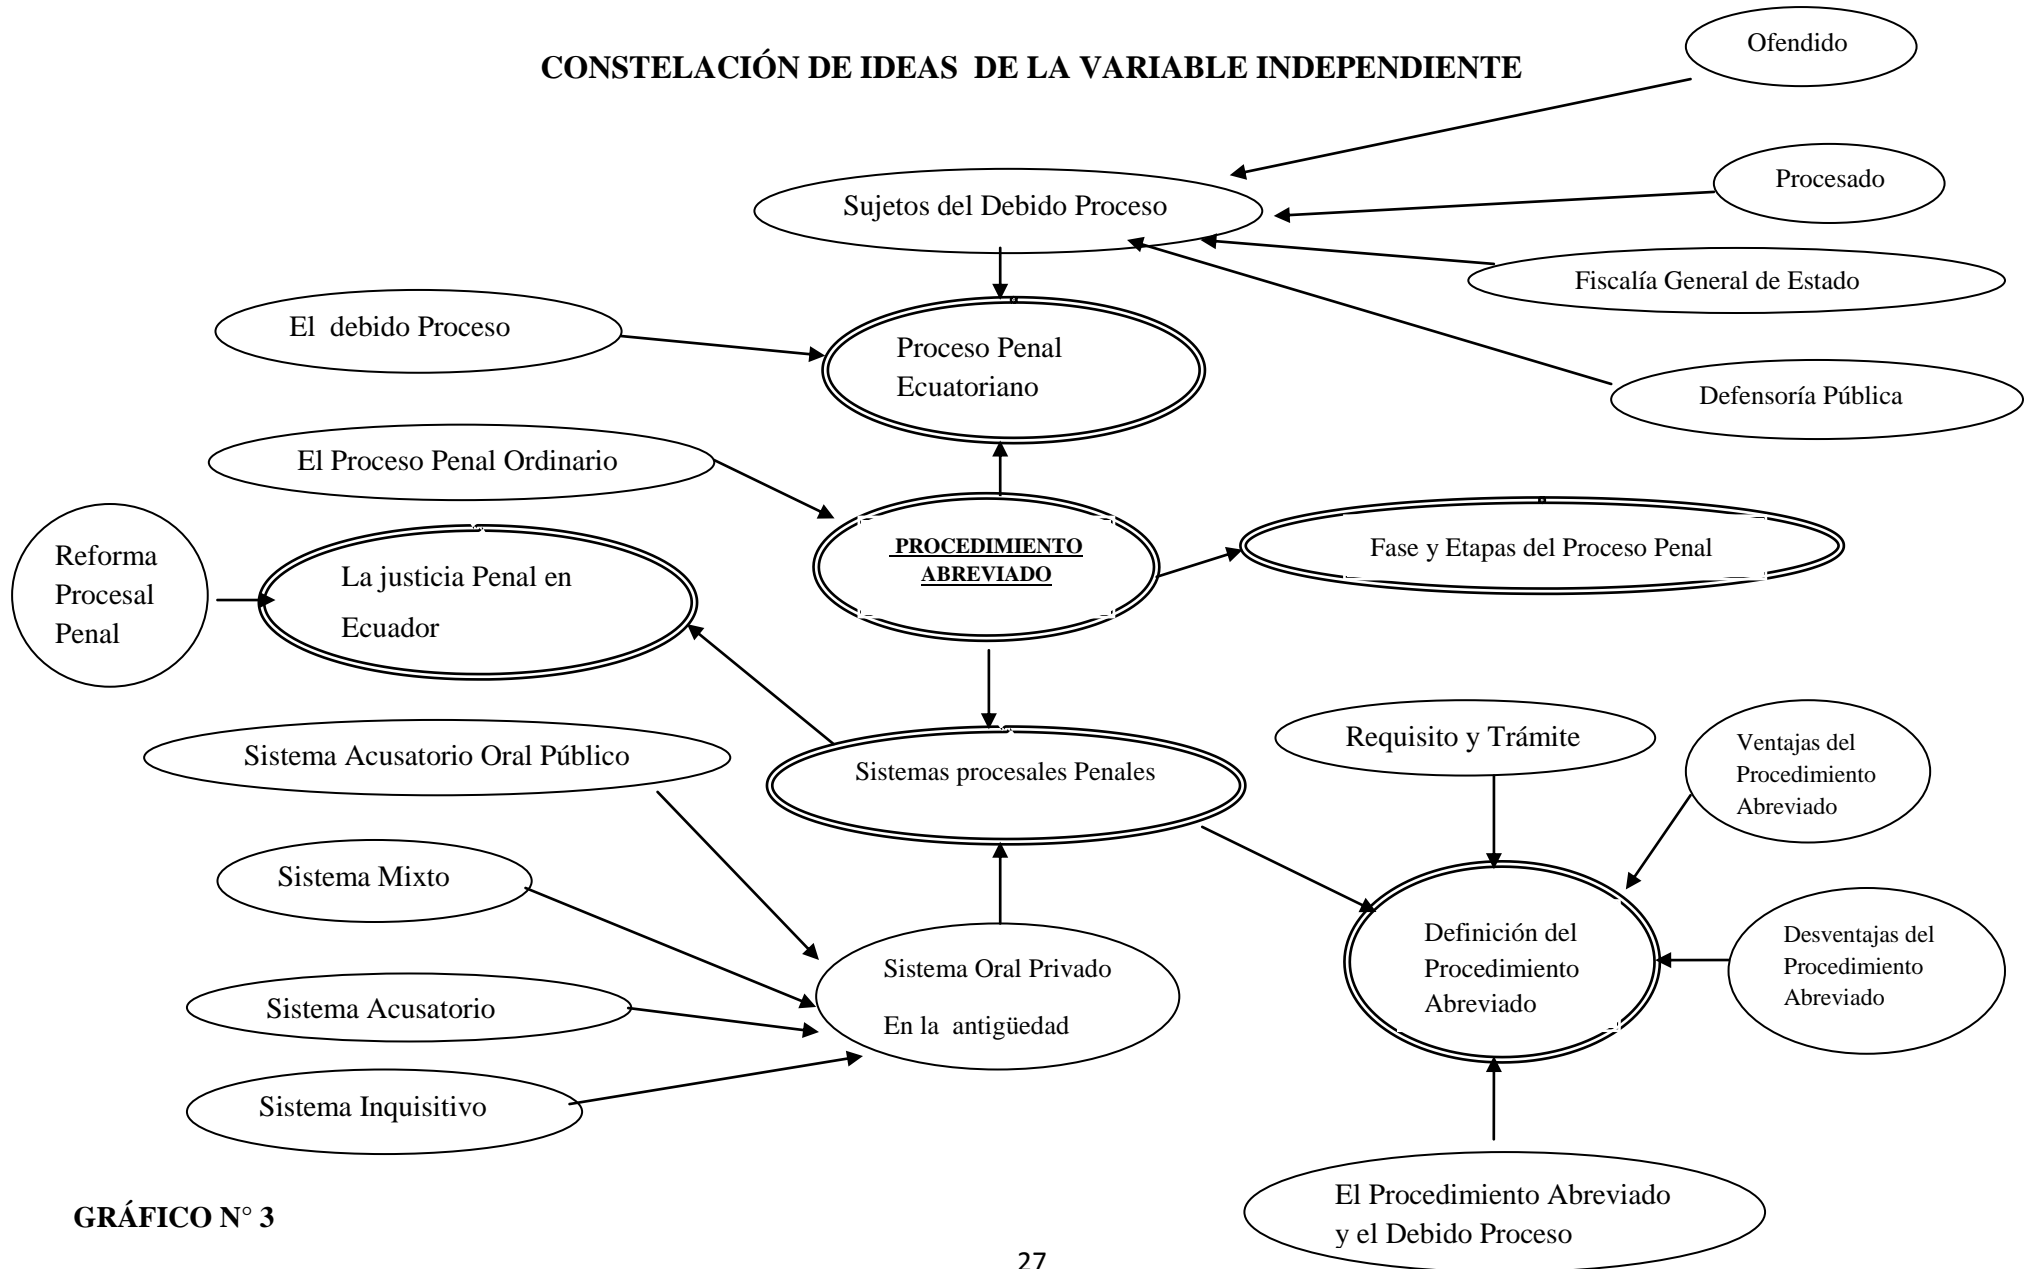 CONSTELACIÓN DE IDEAS DE LA VARIABLE INDEPENDIENTE
Ofendido
Procesado
Sujetos del Debido Proceso
Fiscalía General de Estado
El debido Proceso
Proceso Penal
Ecuatoriano
Defensoría Pública
El Proceso Penal Ordinario
Reforma
Procesal
Penal
La justicia Penal en
Ecuador
PROCEDIMIENTO
ABREVIADO
Fase y Etapas del Proceso Penal
Sistema Acusatorio Oral Público
Sistemas procesales Penales
Requisito y Trámite
Ventajas del
Procedimiento
Abreviado
Sistema Mixto
Sistema Oral Privado
En la antigüedad
Definición del
Procedimiento
Abreviado
Desventajas del
Procedimiento
Abreviado
Sistema Acusatorio
Sistema Inquisitivo
El Procedimiento Abreviado
y el Debido Proceso
GRÁFICO N° 3
27